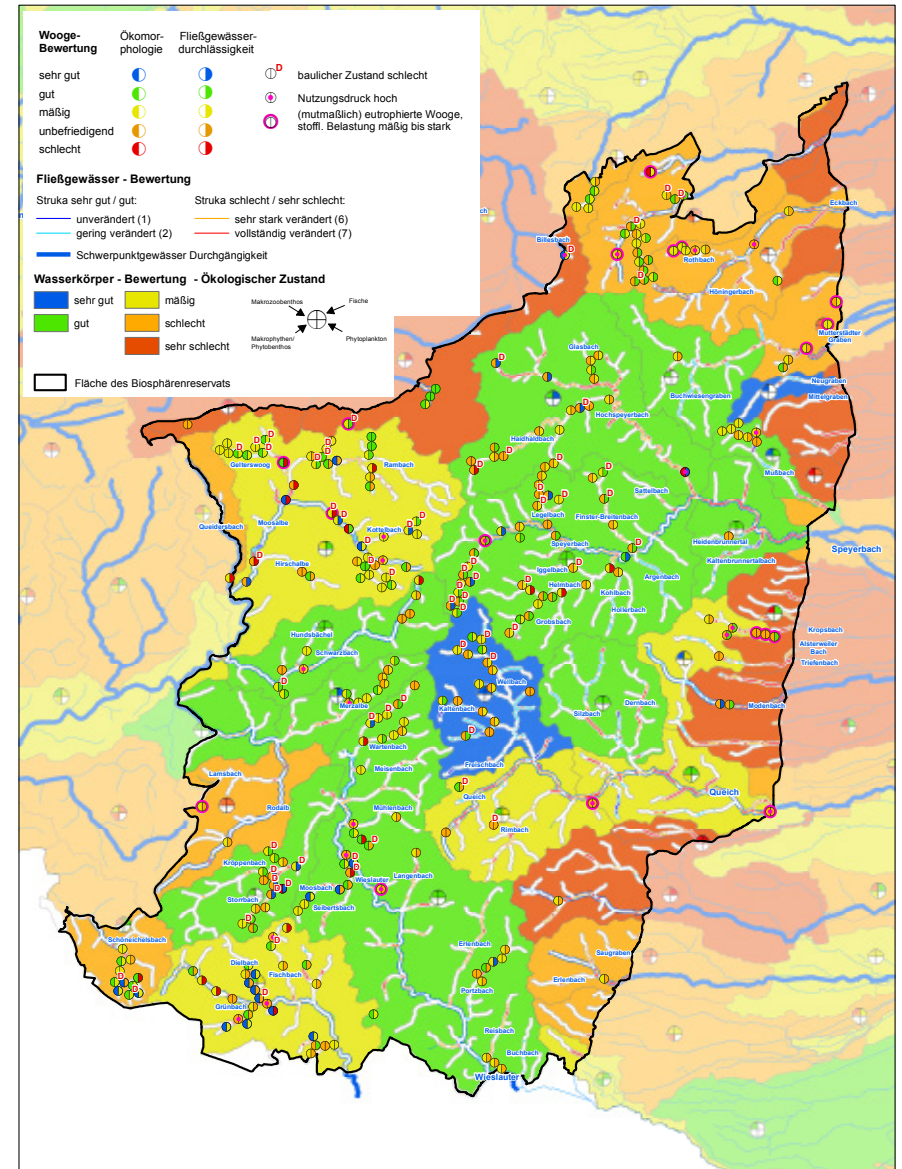 Wooge-
Bewertung
Ökomor-
phologie
Fließgewässer-
durchlässigkeit
sehr gut
gut
mäßig
unbefriedigend
schlecht
D baulicher Zustand schlecht
Nutzungsdruck hoch
(mutmaßlich) eutrophierte Wooge,
stoffl. Belastung mäßig bis stark
Fließgewässer - Bewertung
Struka sehr gut / gut:
Struka schlecht / sehr schlecht:
unverändert (1)
sehr stark verändert (6)
gering verändert (2)
vollständig verändert (7)
Schwerpunktgewässer Durchgängigkeit
Wasserkörper - Bewertung - Ökologischer Zustand
sehr gut
mäßig
gut
schlecht
sehr schlecht
Makrozoobenthos
Fische
Makrophythen/
Phytobenthos
Phytoplankton
Fläche des Biosphärenreservats
Eckbach
Billesbach
Rothbach
Höningerbach
Mutterstädter
Graben
Glasbach
Neugraben
Mittelgraben
Buchwiesengraben
Hochspeyerbach
Haidhaldbach
Mußbach
Gelterswoog
Rambach
Sattelbach
Queidersbach
Moosalbe
Legelbach
Finster-Breitenbach
Kottelbach
Speyerbach
Heidenbrunnertal
Speyerbach
Kaltenbrunnertalbach
Hirschalbe
Iggelbach
Argenbach
Helmbach
Kohlbach
Hollerbach
Grobsbach
Kropsbach
Hundsbächel
Alsterweiler
Bach
Schwarzbach
Triefenbach
Wellbach
Merzalbe
Kaltenbach
Dernbach
Modenbach
Silzbach
Wartenbach
Freischbach
Meisenbach
Lamsbach
Queich
Queich
Rodalb
Mühlenbach
Rimbach
Kröppenbach
Langenbach
Wieslauter
Moosbach
Storrbach
Seibertsbach
Schöneichelsbach
Erlenbach
Saugraben
Dielbach
Fischbach
Erlenbach
Portzbach
Grünbach
Reisbach
Buchbach
Wieslauter